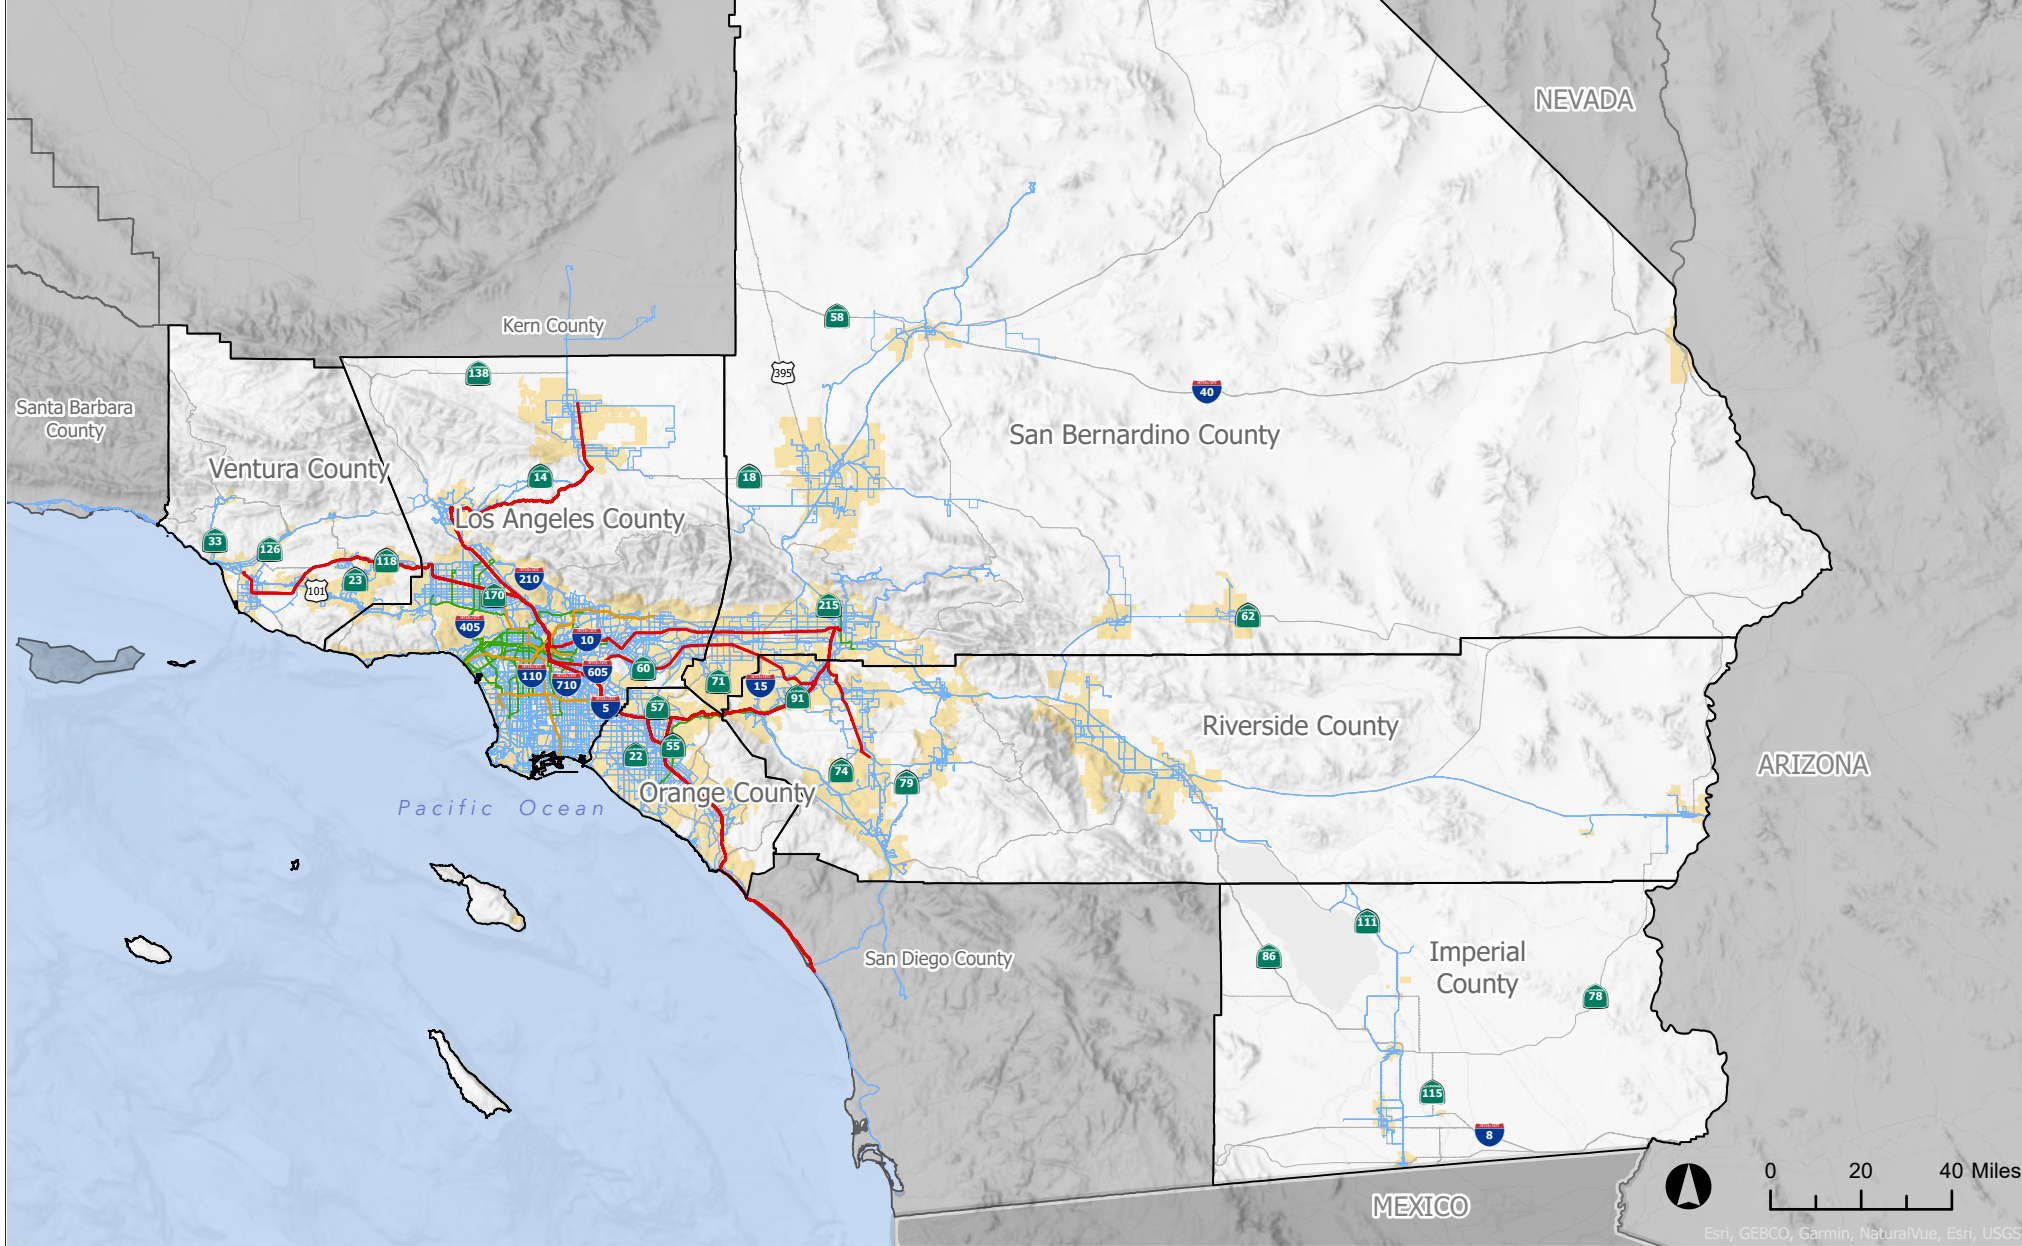 NEVADA
58
Kern County
395
138
40
Santa Barbara
County
San Bernardino County
Ventura County
14
18
Los Angeles County
33
126
118
101
23
210
170
215
405
10
62
605
60
110
710
71
15
91
5
57
Riverside County
22
55
74
79
ARIZONA
Orange County
Pacific Ocean
111
86
San Diego County
Imperial
County
78
115
8
0 20 40 Miles
MEXICO
Esri, GEBCO, Garmin, NaturalVue, Esri, USGS